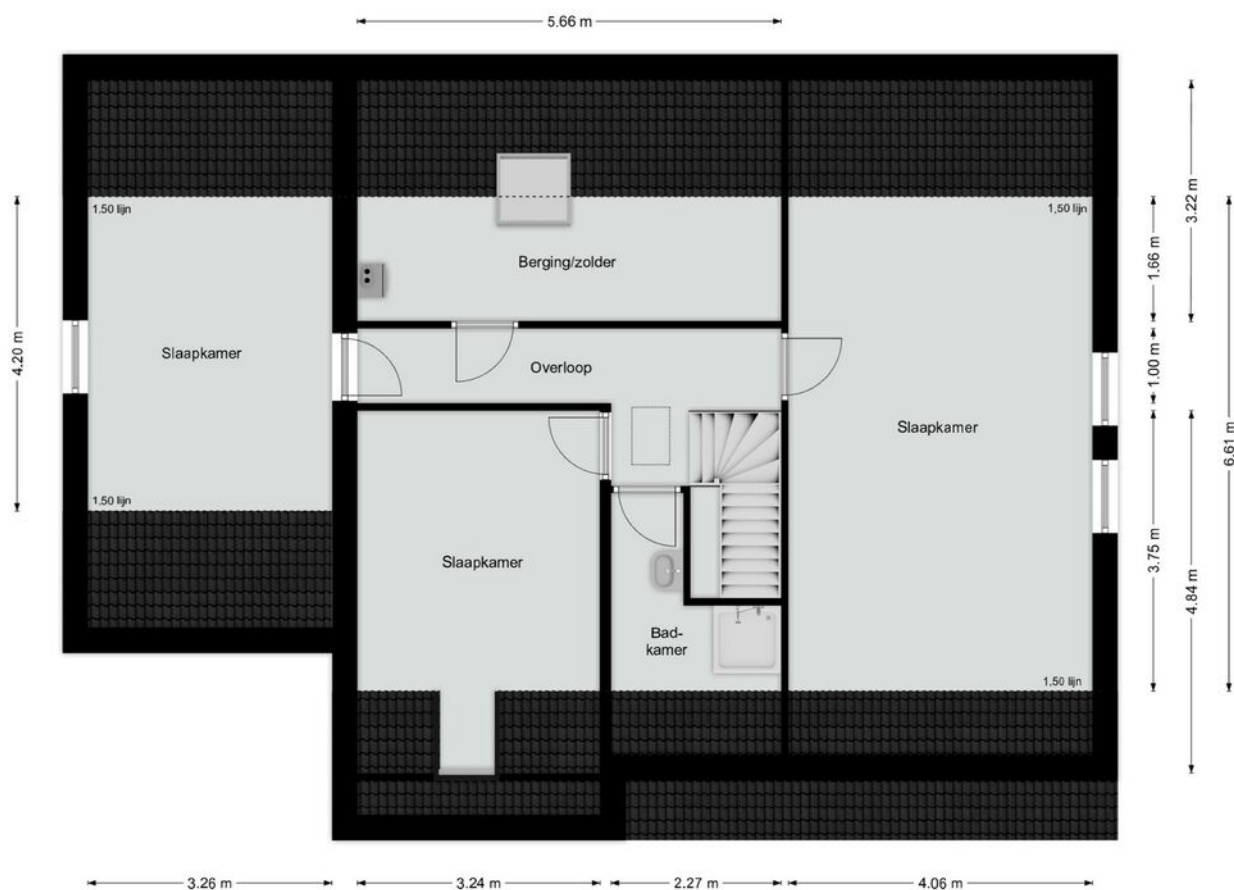 5.66 m
1.50 lijn
1,50 lijn
3.22 m
1.66 m
Berging/zolder
4.20 m
Slaapkamer
Overloop
1.00 m
Slaapkamer
6.61 m
1.50 lijn
Slaapkamer
3.75 m
4.84 m
Bad-
kamer
1,50 lijn
3.26 m
3.24 m
2.27 m
4.06 m